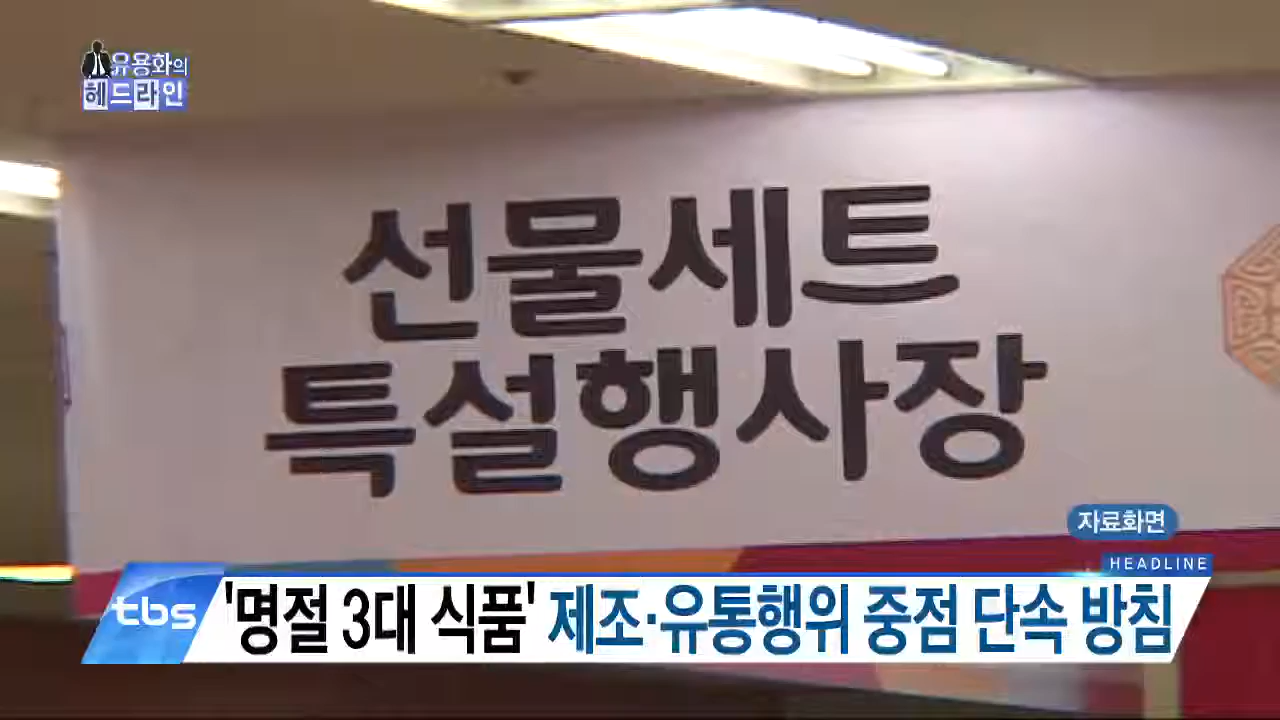 유용화의
헤드라인
선물세트
특설행사장
자료화면
HEADLINE
tbs
'명절 3대 식품' 제조·유통행위 중점 단속 방침